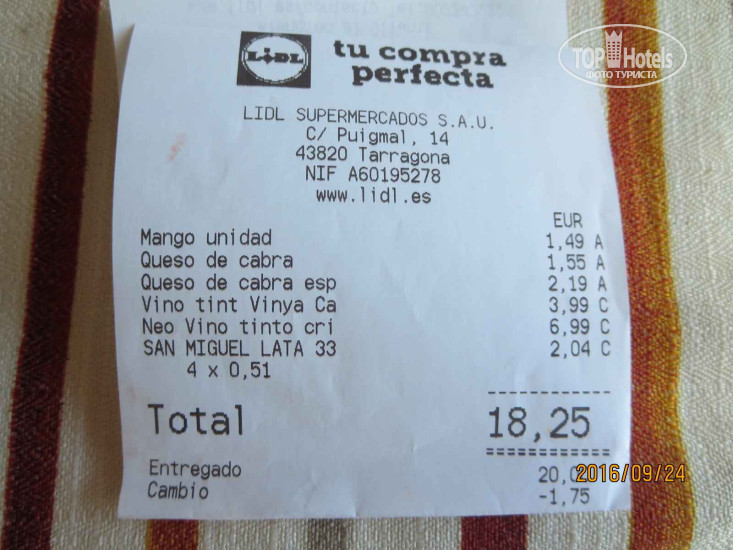 TOP Hotels
ФОТО ТУРИСТА
LIDL tu compra
perfecta
LIDL SUPERMERCADOS S.A.U.
C/ Puigmal, 14
43820 Tarragona
NIF A60195278
www.lidl.es
EUR
Mango unidad 1,49 A
Queso de cabra 1,55 A
Queso de cabra esp 2,19 A
Vino tint Vinya Ca 3,99 C
Neo Vino tinto cri 6,99 C
SAN MIGUEL LATA 33 2,04 C
4 x 0,51
Total 18,25
Entregado
2016/09/24
Cambio -1,75